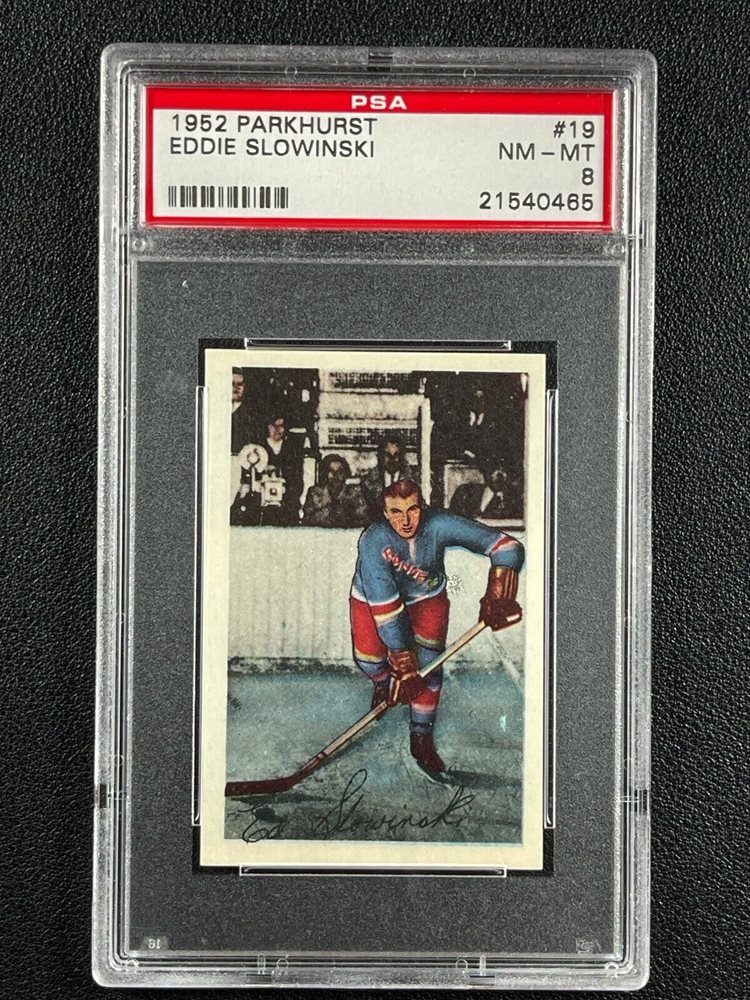 PSA
1952 PARKHURST #19
EDDIE SLOWINSKI NM - MT
8
21540465
Ed Slowinski